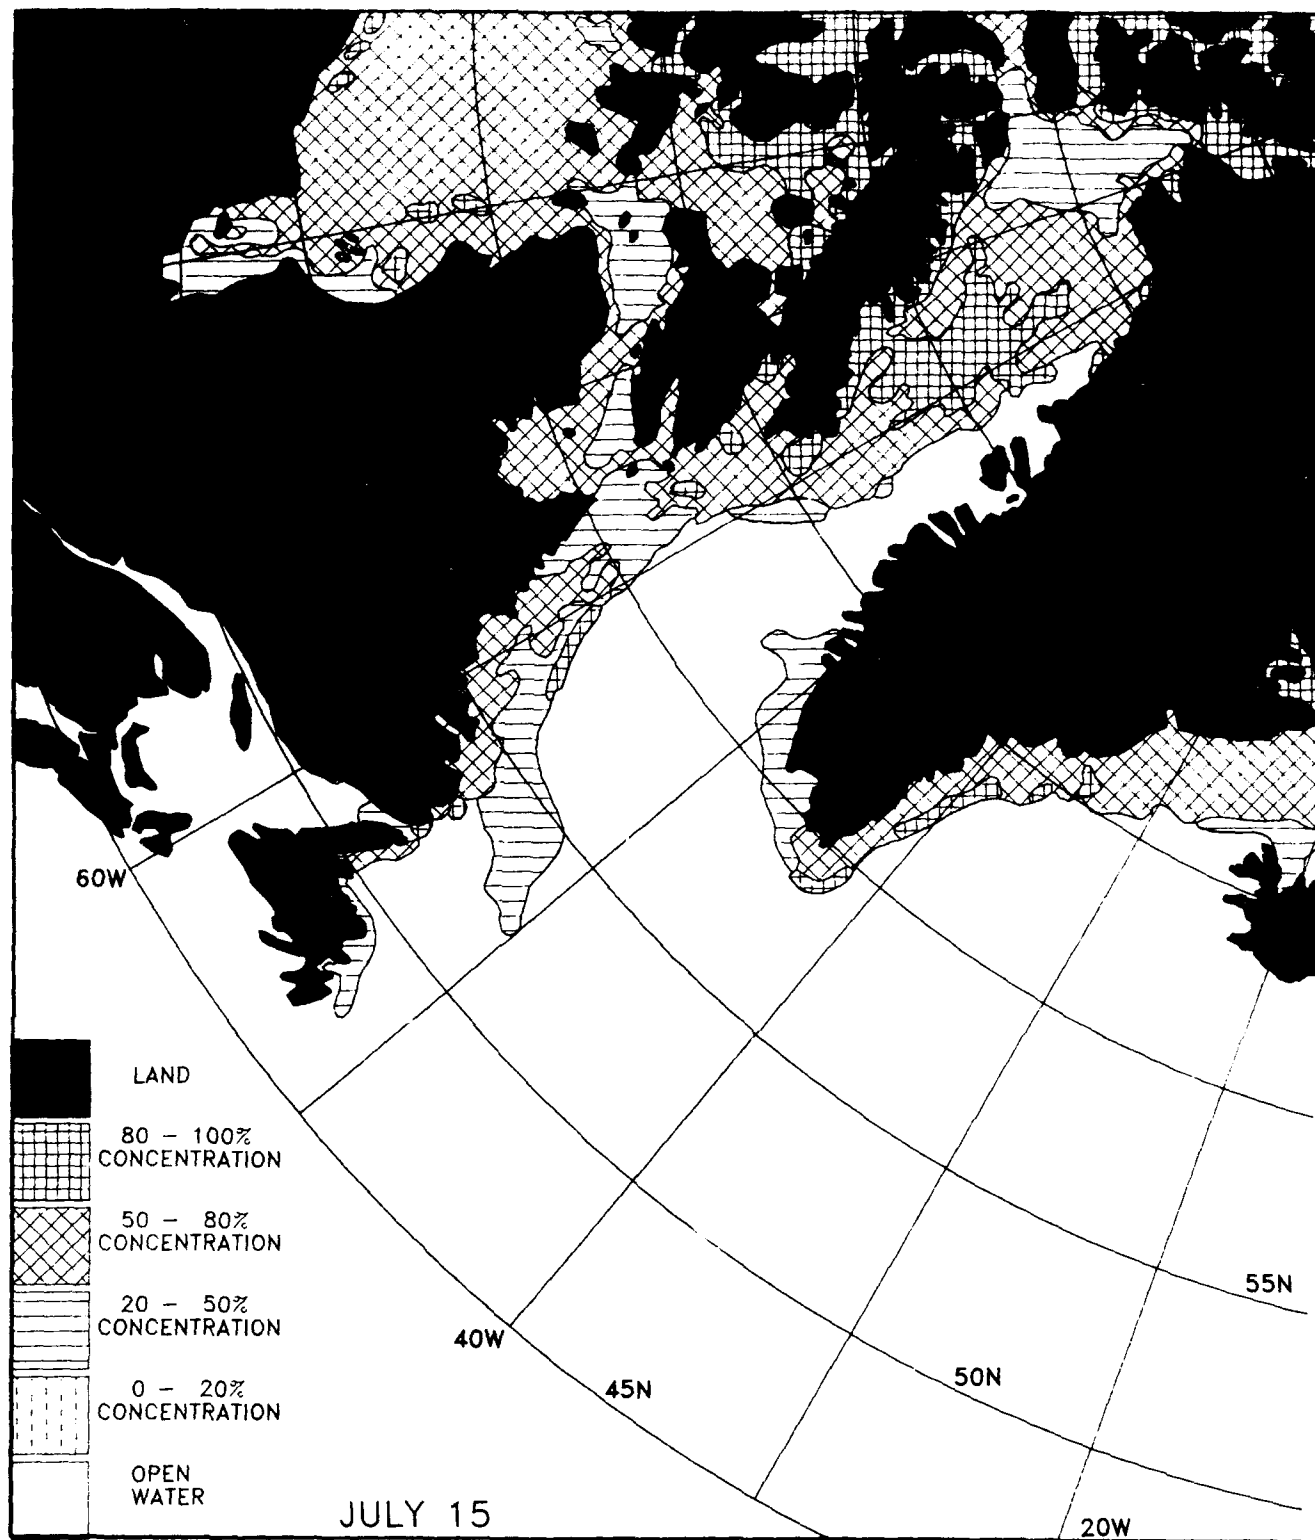 60W
LAND
80 – 100%
CONCENTRATION
50 – 80%
CONCENTRATION
20 – 50%
CONCENTRATION
0 – 20%
CONCENTRATION
OPEN
WATER
JULY 15
40W
45N
50N
55N
20W